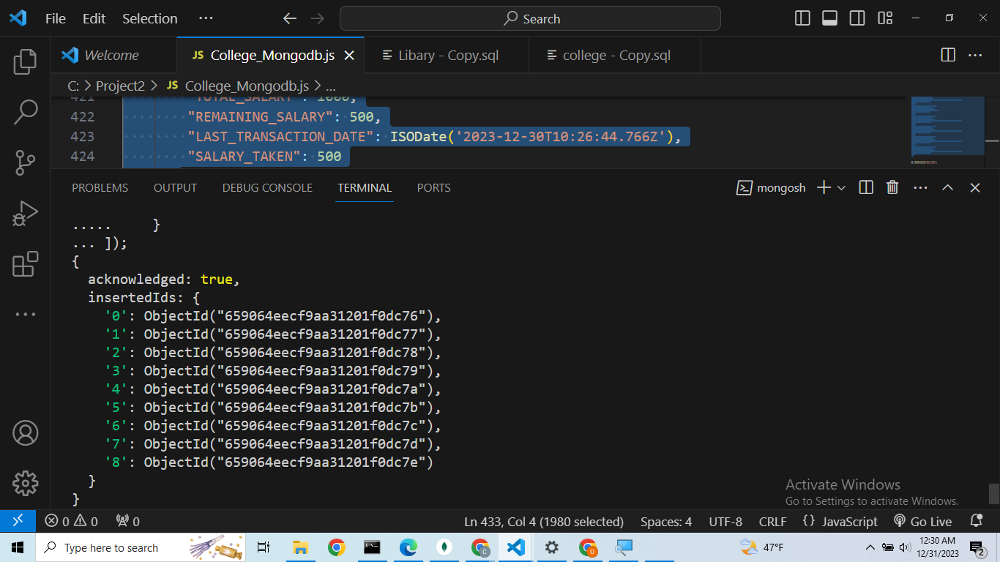 File Edit Selection ··· Search
Welcome JS College_Mongodb.js Libary - Copy.sql college - Copy.sql
C: > Project2 > JS College_Mongodb.js > ...
421 "TOTAL_SALARY": 1000,
422 "REMAINING_SALARY": 500,
423 "LAST_TRANSACTION_DATE": ISODate('2023-12-30T10:26:44.766Z'),
424 "SALARY_TAKEN": 500
PROBLEMS OUTPUT DEBUG CONSOLE TERMINAL PORTS mongosh
..... }
... ]);
{
acknowledged: true,
insertedIds: {
'0': ObjectId("659064eecf9aa31201f0dc76"),
'1': ObjectId("659064eecf9aa31201f0dc77"),
'2': ObjectId("659064eecf9aa31201f0dc78"),
'3': ObjectId("659064eecf9aa31201f0dc79"),
'4': ObjectId("659064eecf9aa31201f0dc7a"),
'5': ObjectId("659064eecf9aa31201f0dc7b"),
'6': ObjectId("659064eecf9aa31201f0dc7c"),
'7': ObjectId("659064eecf9aa31201f0dc7d"),
'8': ObjectId("659064eecf9aa31201f0dc7e")
}
}
Activate Windows
Go to Settings to activate Windows.
0 0 0 Ln 433, Col 4 (1980 selected) Spaces: 4 UTF-8 CRLF {} JavaScript Go Live
Type here to search 47°F 12:30 AM
12/31/2023 2